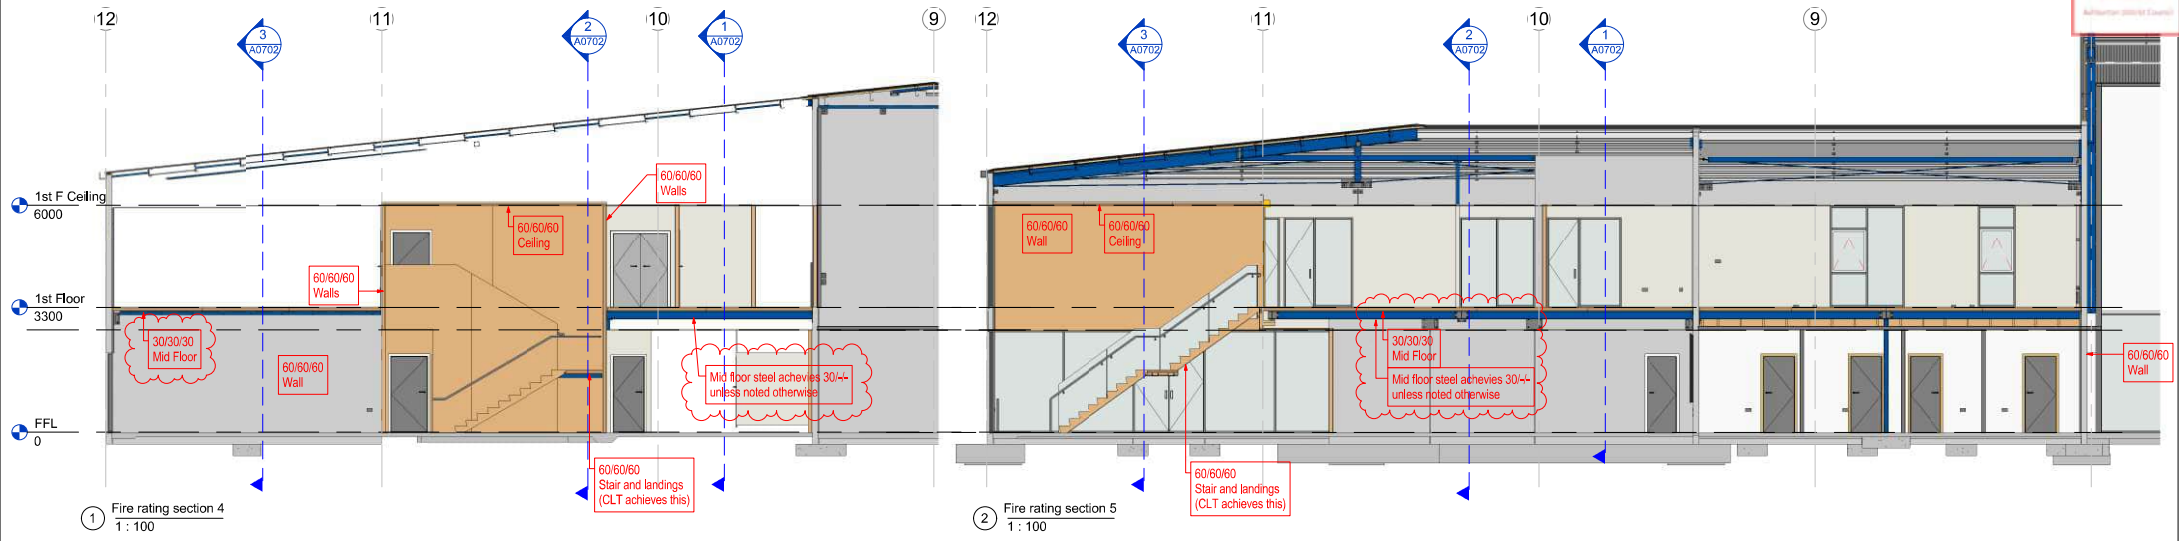 12
11
10
9
12
11
10
9
3
A0702
2
A0702
1
A0702
3
A0702
2
A0702
1
A0702
1st F Ceiling
6000
1st Floor
3300
FFL
0
60/60/60
Walls
60/60/60
Ceiling
60/60/60
Walls
30/30/30
Mid Floor
60/60/60
Wall
Mid floor steel achevies 30/-/-
unless noted otherwise
60/60/60
Stair and landings
(CLT achieves this)
1
Fire rating section 4
1 : 100
60/60/60
Wall
60/60/60
Ceiling
30/30/30
Mid Floor
Mid floor steel achevies 30/-/-
unless noted otherwise
60/60/60
Wall
60/60/60
Stair and landings
(CLT achieves this)
2
Fire rating section 5
1 : 100
District Council